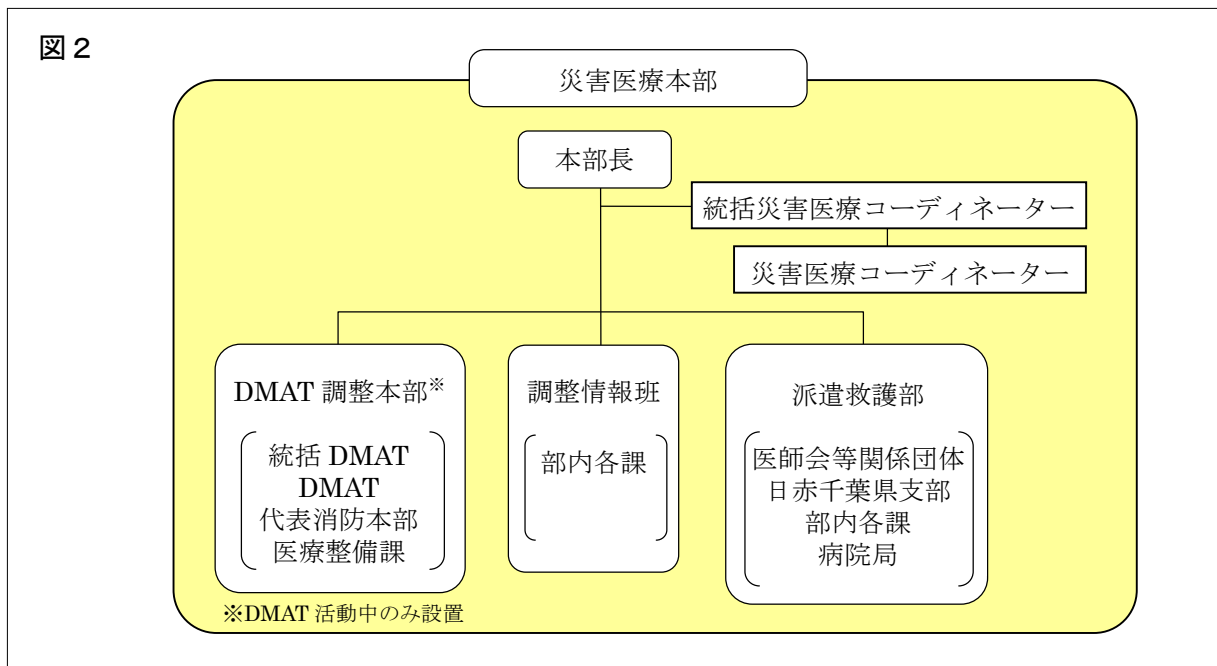 図2
災害医療本部
本部長
統括災害医療コーディネーター
災害医療コーディネーター
DMAT 調整本部※
統括 DMAT
DMAT
代表消防本部
医療整備課
調整情報班
部内各課
派遣救護部
医師会等関係団体
日赤千葉県支部
部内各課
病院局
※DMAT 活動中のみ設置